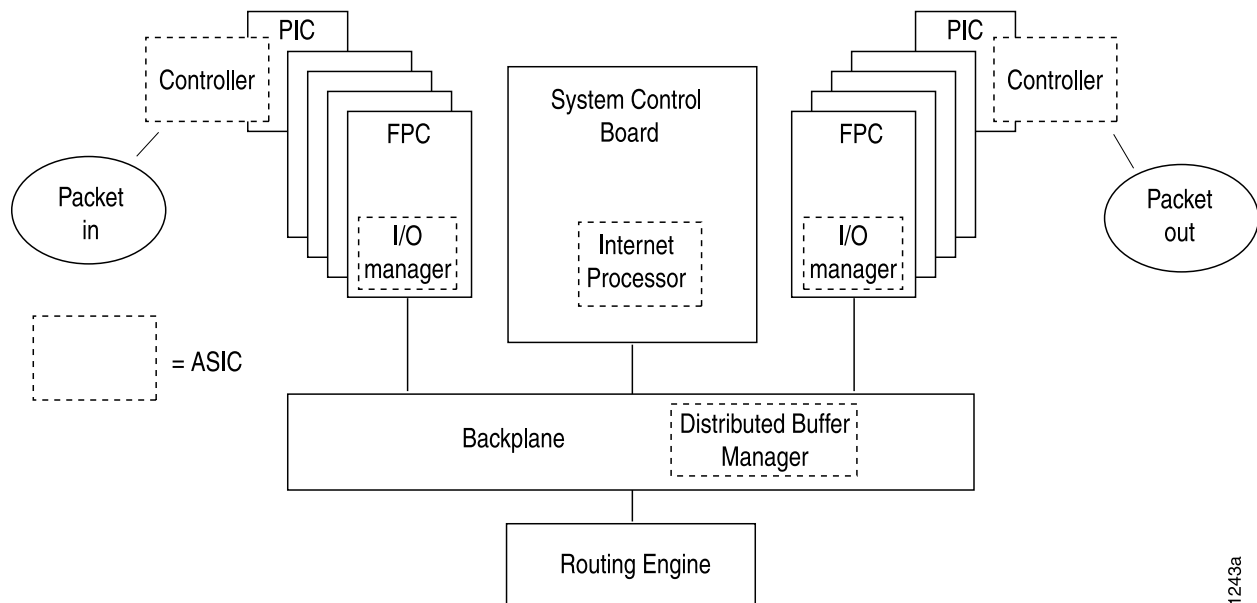 PIC
Controller
FPC
I/O
manager
Packet
in
System Control
Board
Internet
Processor
PIC
Controller
FPC
I/O
manager
Packet
out
= ASIC
Backplane
Distributed Buffer
Manager
Routing Engine
1243a